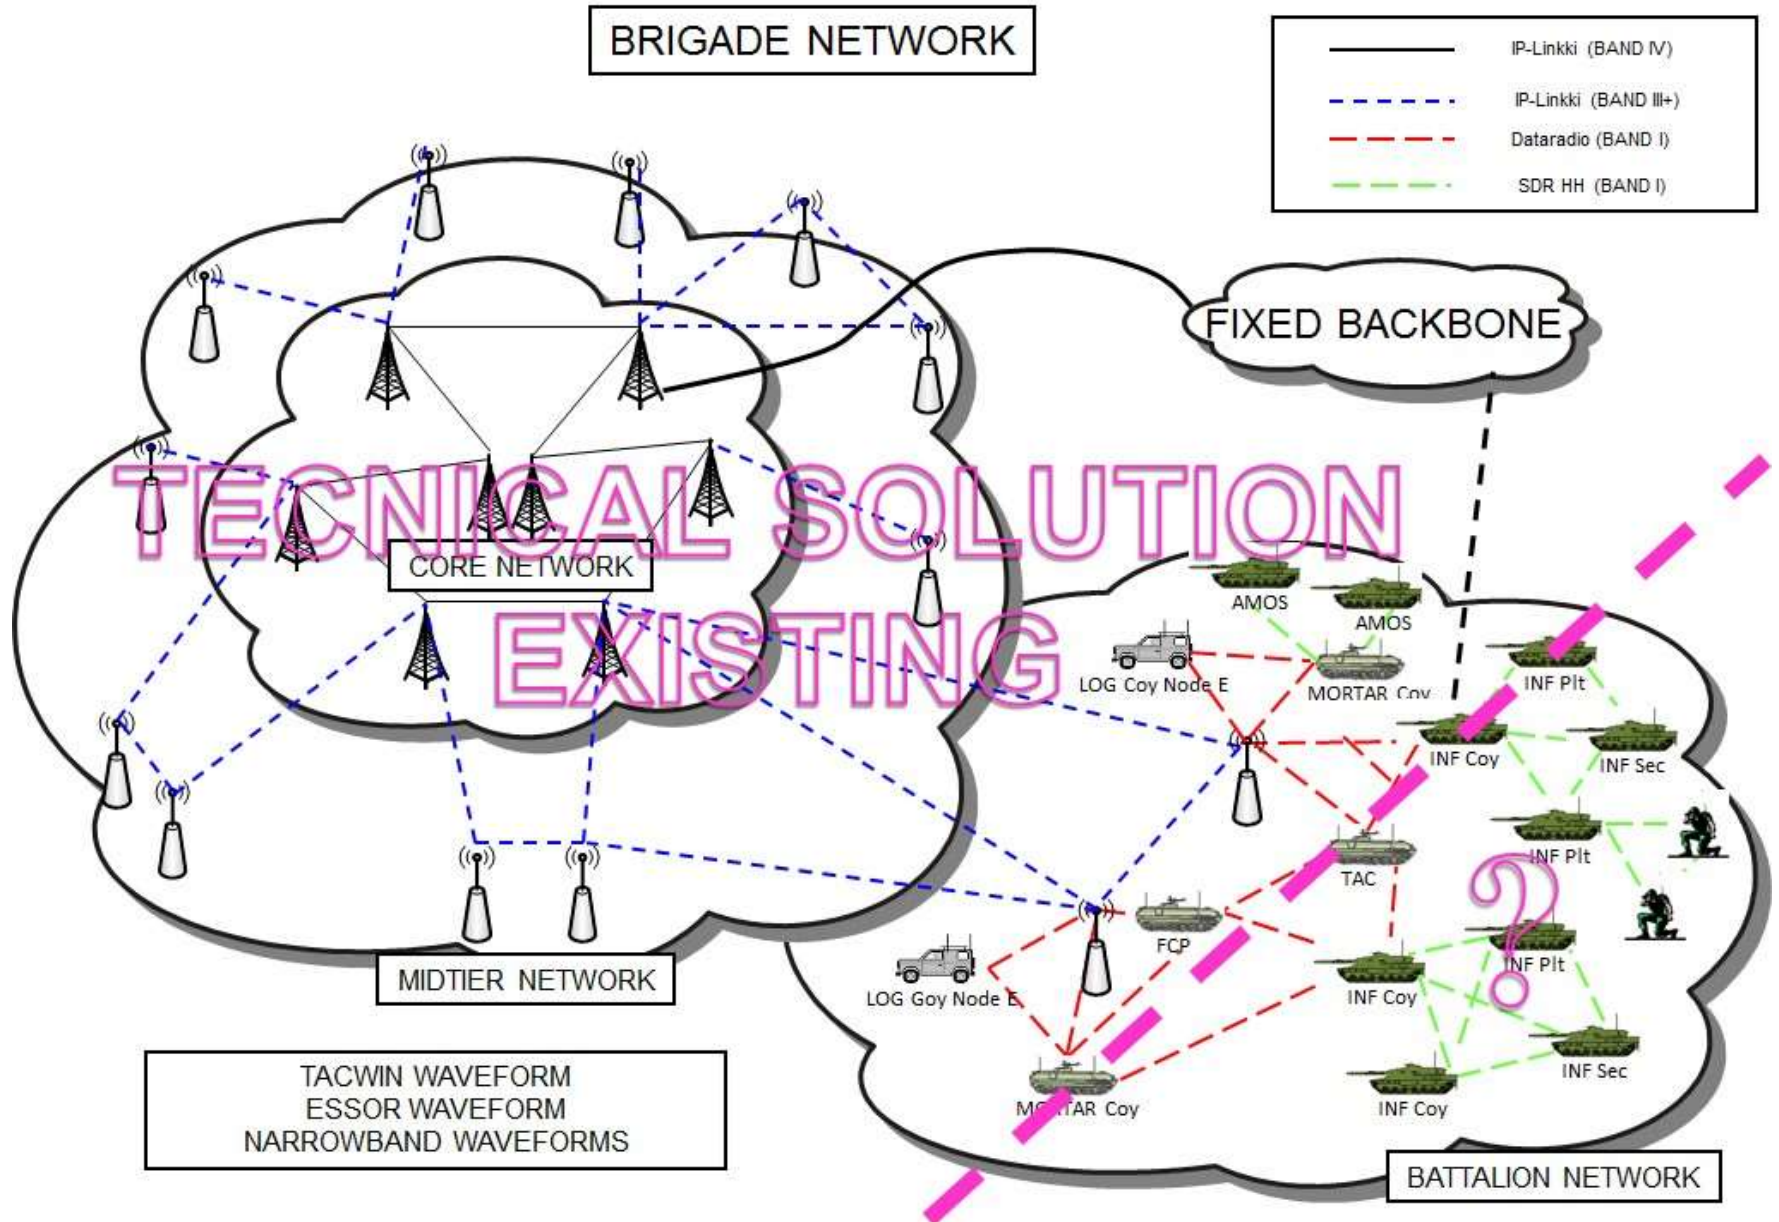 BRIGADE NETWORK
IP-Linkki (BAND IV)
IP-Linkki (BAND III+)
Dataradio (BAND I)
SDR HH (BAND I)
FIXED BACKBONE
TECNICAL SOLUTION
EXISTING
CORE NETWORK
AMOS
AMOS
LOG Coy Node E
MORTAR Coy
INF Plt
INF Coy
INF Sec
INF Plt
TAC
?
FCP
INF Plt
MIDTIER NETWORK
LOG Goy Node E
INF Coy
INF Sec
MORTAR Coy
INF Coy
TACWIN WAVEFORM
ESSOR WAVEFORM
NARROWBAND WAVEFORMS
BATTALION NETWORK